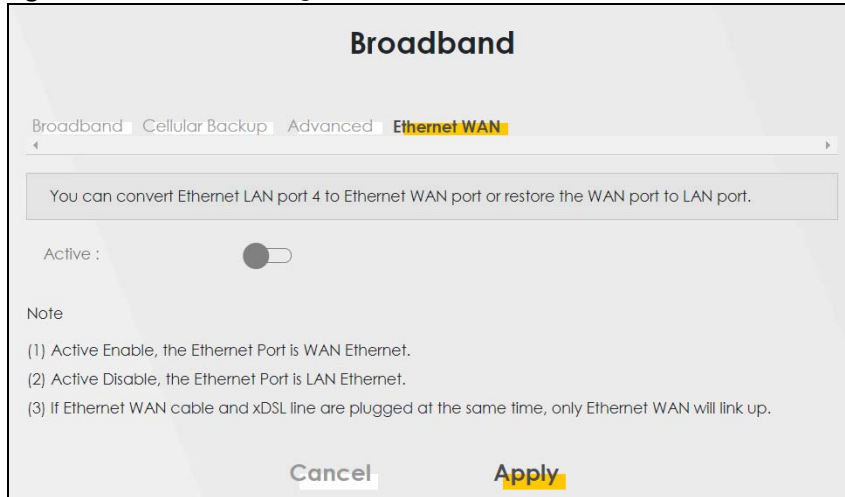 Broadband
Broadband Cellular Backup Advanced Ethernet WAN
You can convert Ethernet LAN port 4 to Ethernet WAN port or restore the WAN port to LAN port.
Active :
Note
(1) Active Enable, the Ethernet Port is WAN Ethernet.
(2) Active Disable, the Ethernet Port is LAN Ethernet.
(3) If Ethernet WAN cable and xDSL line are plugged at the same time, only Ethernet WAN will link up.
Cancel Apply